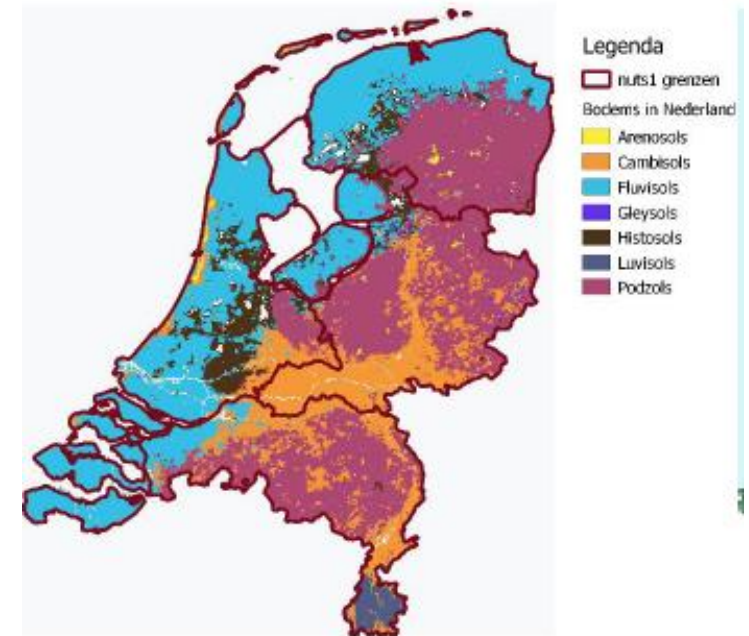 Legenda
nuts1 grenzen
Bodems in Nederland
Arenosols
Cambisols
Fluvisols
Gleysols
Histosols
Luvisols
Podzols